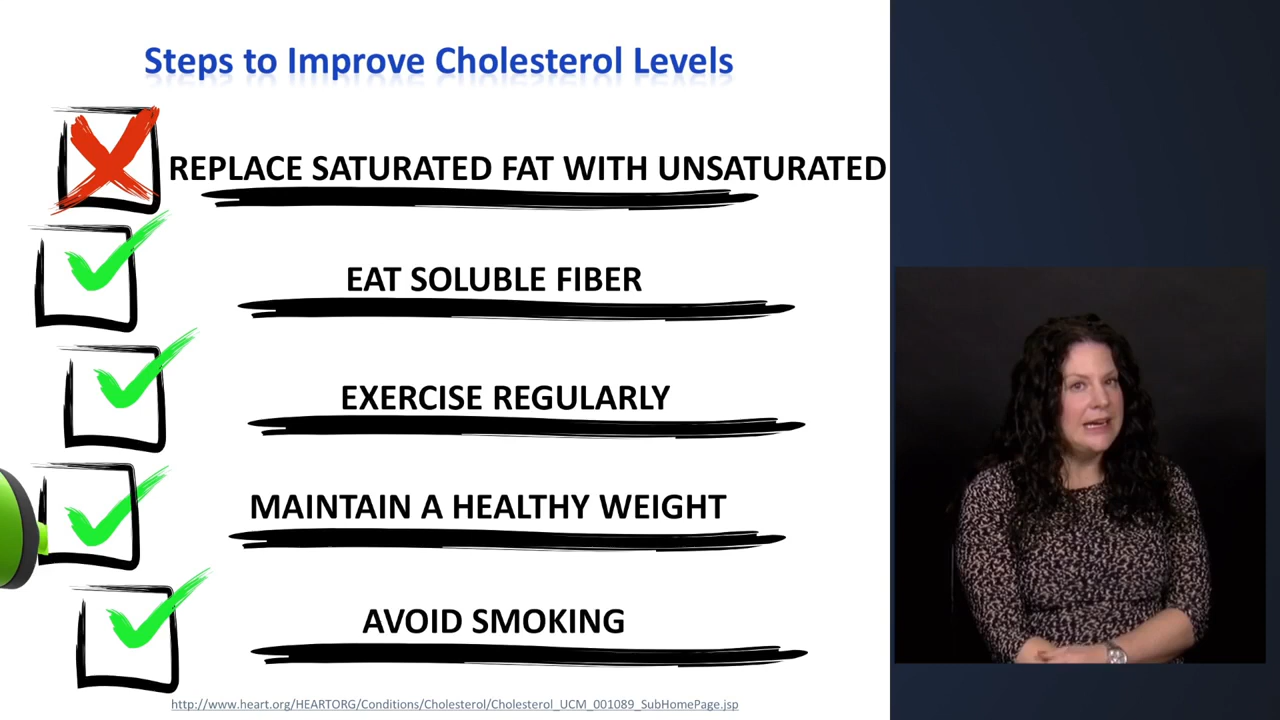 Steps to Improve Cholesterol Levels
REPLACE SATURATED FAT WITH UNSATURATED
EAT SOLUBLE FIBER
EXERCISE REGULARLY
MAINTAIN A HEALTHY WEIGHT
AVOID SMOKING
http://www.heart.org/HEARTORG/Conditions/Cholesterol/Cholesterol_UCM_001089_SubHomePage.jsp